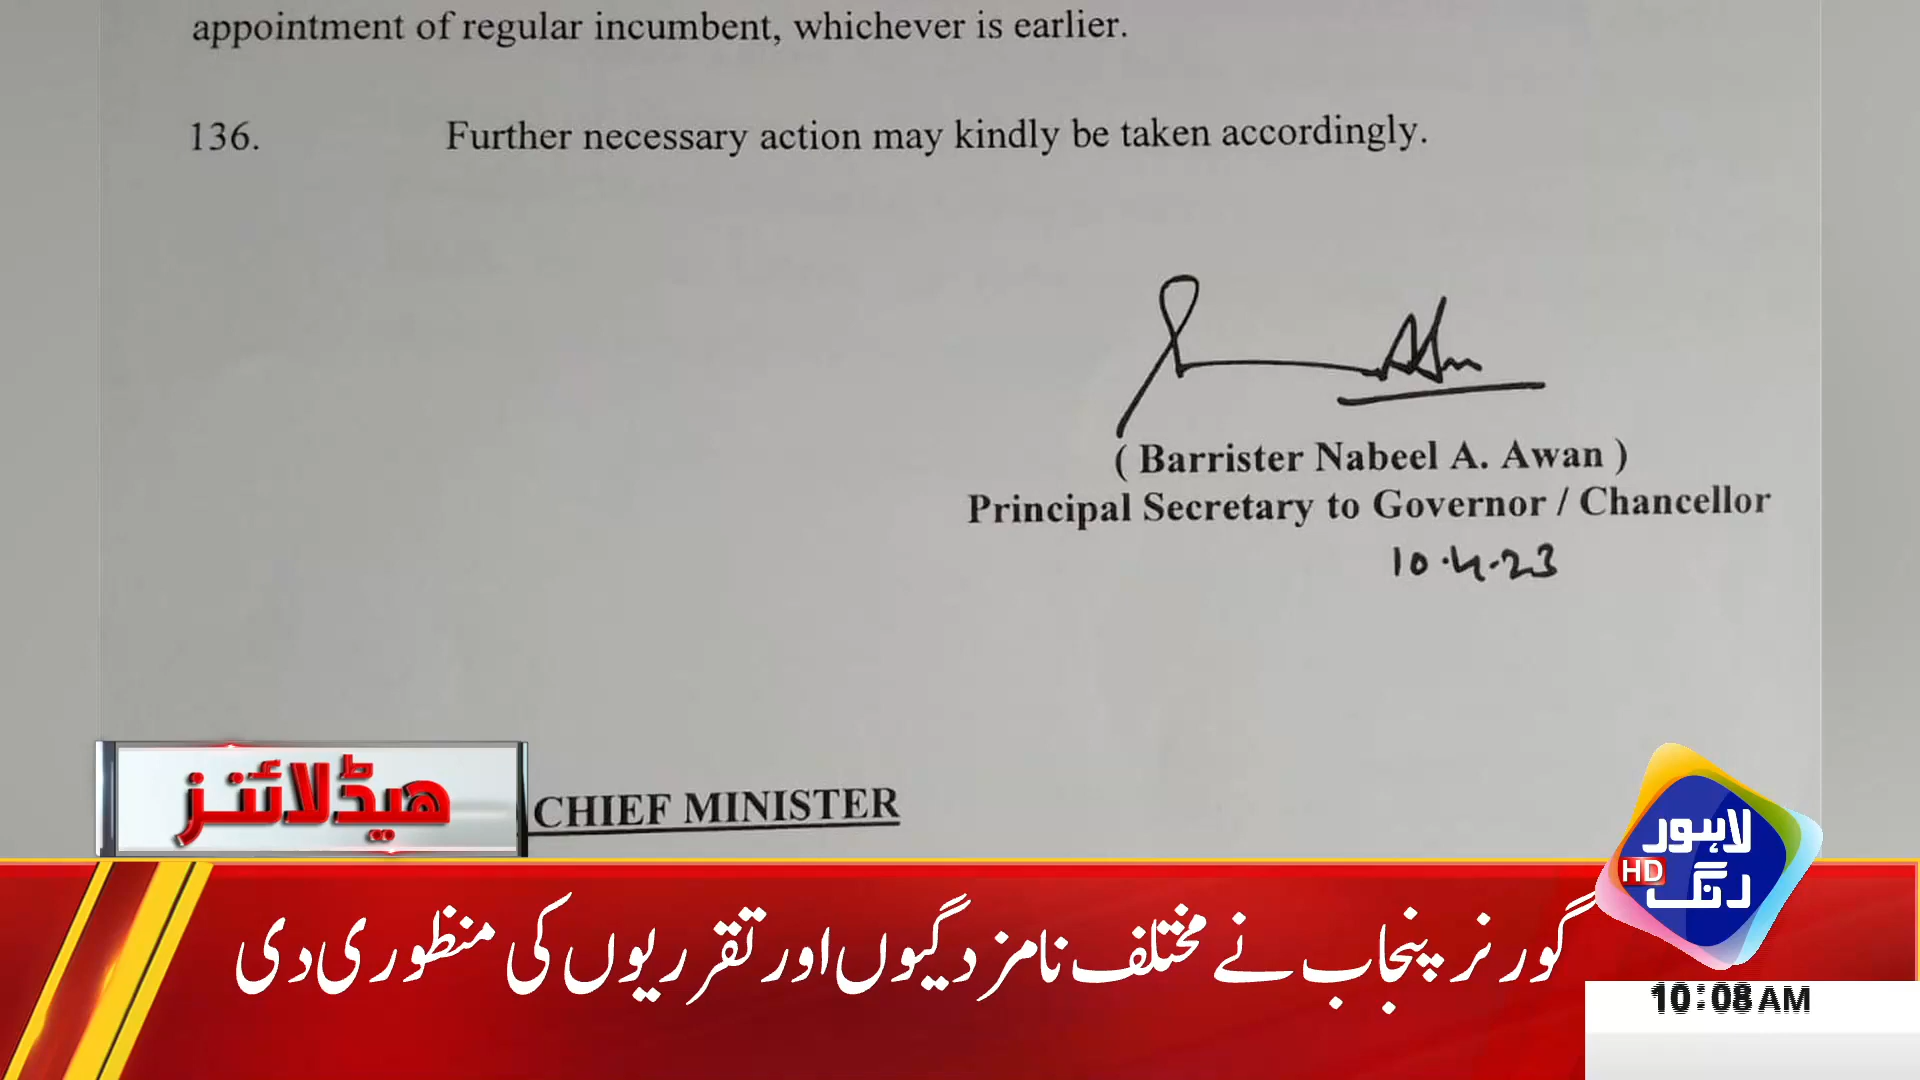 appointment of regular incumbent, whichever is earlier.
136. Further necessary action may kindly be taken accordingly.
( Barrister Nabeel A. Awan )
Principal Secretary to Governor / Chancellor
10.4.23
ہیڈلائنز
CHIEF MINISTER
لاہور
HD
رنگ
گورنر پنجاب نے مختلف نامزدگیوں اور تقرریوں کی منظوری دی
10:08 AM